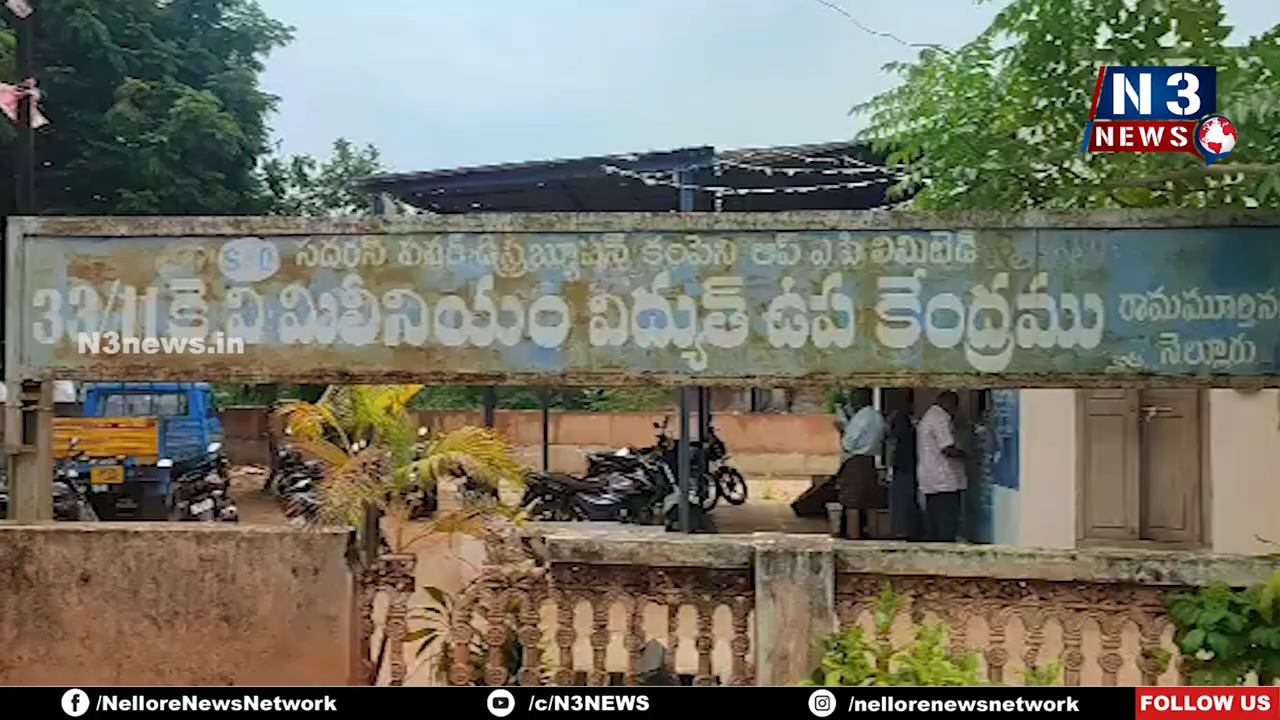 N3
NEWS
సదరన్ పవర్ డిస్ట్రిబ్యూషన్ కంపెని ఆఫ్ ఏ.పి లిమిటెడ్
33/11 కె వి మిలీనియం విద్యుత్ ఉప కేంద్రము
రామమూర్తిన
నెల్లూరు
N3news.in
/NelloreNewsNetwork
/c/N3NEWS
/nellorenewsnetwork
FOLLOW US